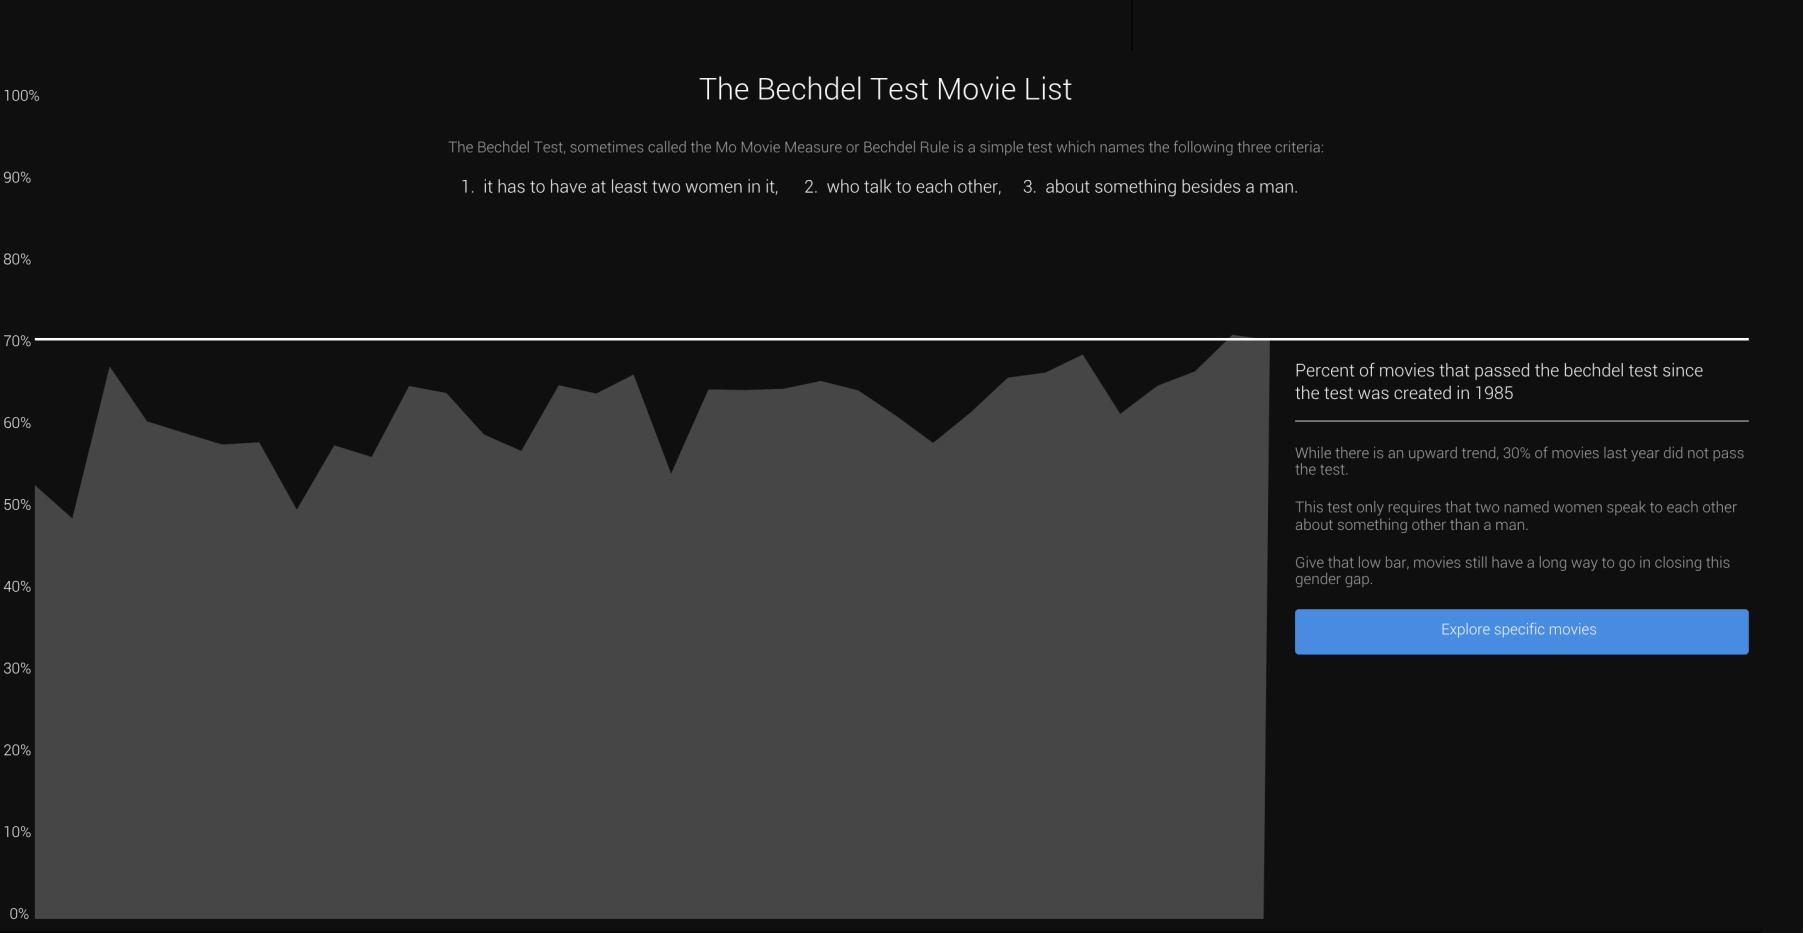 The Bechdel Test Movie List
The Bechdel Test, sometimes called the Mo Movie Measure or Bechdel Rule is a simple test which names the following three criteria:
1. it has to have at least two women in it, 2. who talk to each other, 3. about something besides a man.
100%
90%
80%
70%
60%
50%
40%
30%
20%
10%
0%
Percent of movies that passed the bechdel test since
the test was created in 1985
While there is an upward trend, 30% of movies last year did not pass
the test.
This test only requires that two named women speak to each other
about something other than a man.
Give that low bar, movies still have a long way to go in closing this
gender gap.
Explore specific movies